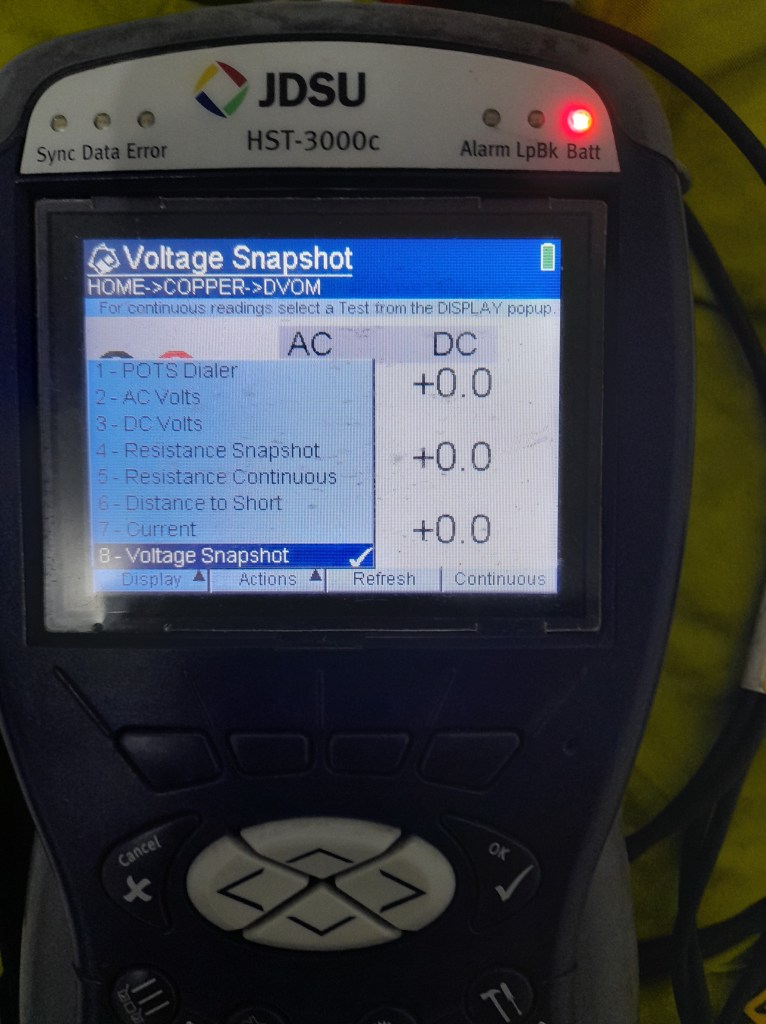 JDSU
HST-3000c
Sync Data Error
Alarm LpBk Batt
Voltage Snapshot
HOME->COPPER->DVOM
For continuous readings select a Test from the DISPLAY popup.
AC DC
+0.0
+0.0
+0.0
1 - POTS Dialer
2 - AC Volts
3 - DC Volts
4 - Resistance Snapshot
5 - Resistance Continuous
6 - Distance to Short
7 - Current
8 - Voltage Snapshot
Display Actions Refresh Continuous
Cancel
OK